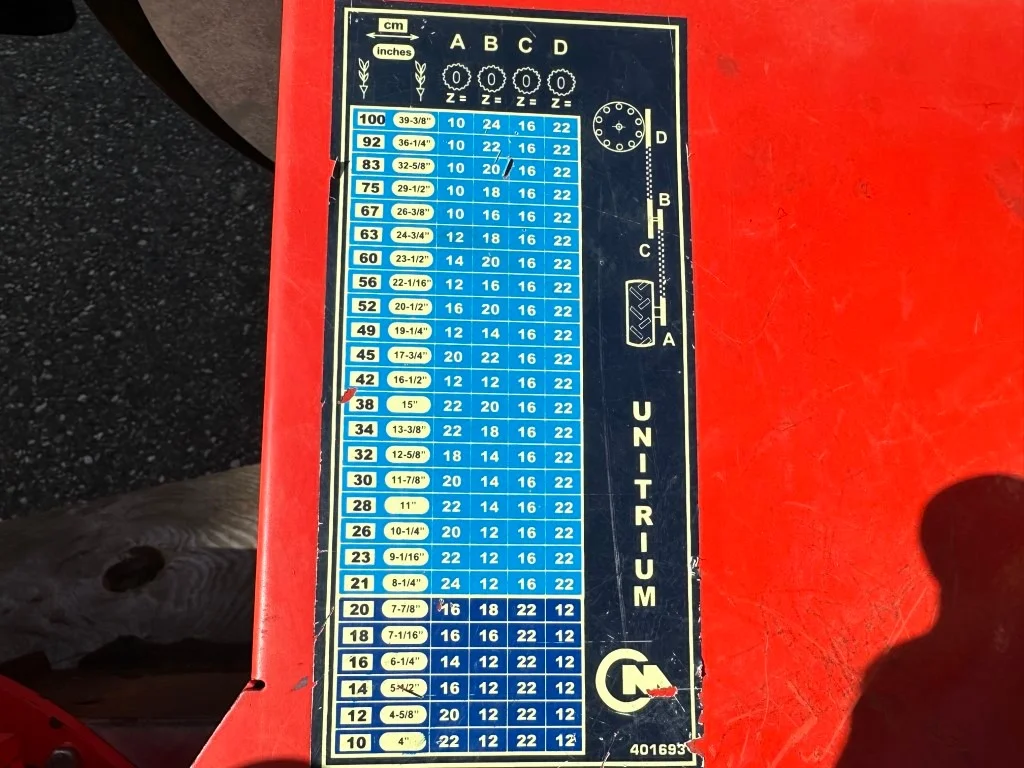 cm
inches
A B C D
0 0 0 0
Z= Z= Z= Z=
100 39-3/8" 10 24 16 22
92 36-1/4" 10 22 16 22
83 32-5/8" 10 20 16 22
75 29-1/2" 10 18 16 22
67 26-3/8" 10 16 16 22
63 24-3/4" 12 18 16 22
60 23-1/2" 14 20 16 22
56 22-1/16" 12 16 16 22
52 20-1/2" 16 20 16 22
49 19-1/4" 12 14 16 22
45 17-3/4" 20 22 16 22
42 16-1/2" 12 12 16 22
38 15" 22 20 16 22
34 13-3/8" 22 18 16 22
32 12-5/8" 18 14 16 22
30 11-7/8" 20 14 16 22
28 11" 22 14 16 22
26 10-1/4" 20 12 16 22
23 9-1/16" 22 12 16 22
21 8-1/4" 24 12 16 22
20 7-7/8" 16 18 22 12
18 7-1/16" 16 16 22 12
16 6-1/4" 14 12 22 12
14 5-1/2" 16 12 22 12
12 4-5/8" 20 12 22 12
10 4" 22 12 22 12
D
B
C
A
UNITRIUM
NM
401693